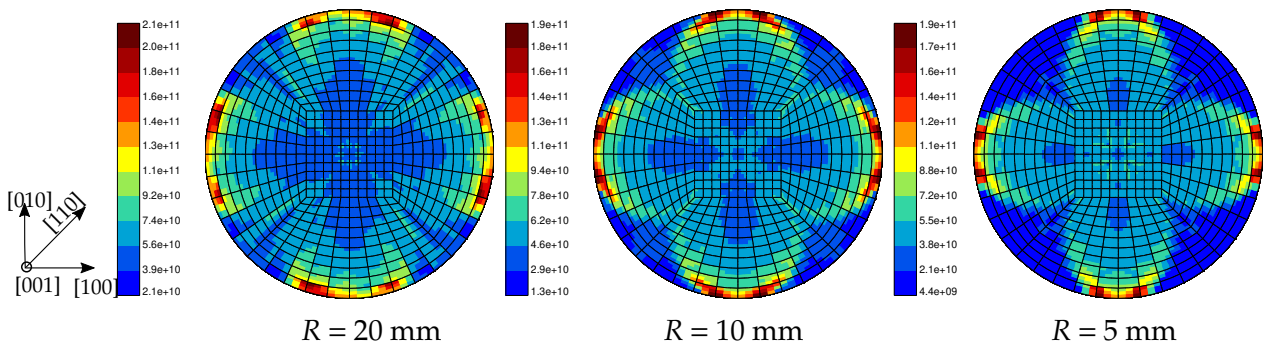 2.1e+11
2.0e+11
1.8e+11
1.6e+11
1.4e+11
1.3e+11
1.1e+11
9.2e+10
7.4e+10
5.6e+10
3.9e+10
2.1e+10
1.9e+11
1.8e+11
1.6e+11
1.4e+11
1.3e+11
1.1e+11
9.4e+10
7.8e+10
6.2e+10
4.6e+10
2.9e+10
1.3e+10
1.9e+11
1.7e+11
1.5e+11
1.4e+11
1.2e+11
1.0e+11
8.4e+10
7.2e+10
5.5e+10
4.4e+10
2.1e+10
4.4e+09
[010]
[110]
[001]
[100]
R = 20 mm
R = 10 mm
R = 5 mm